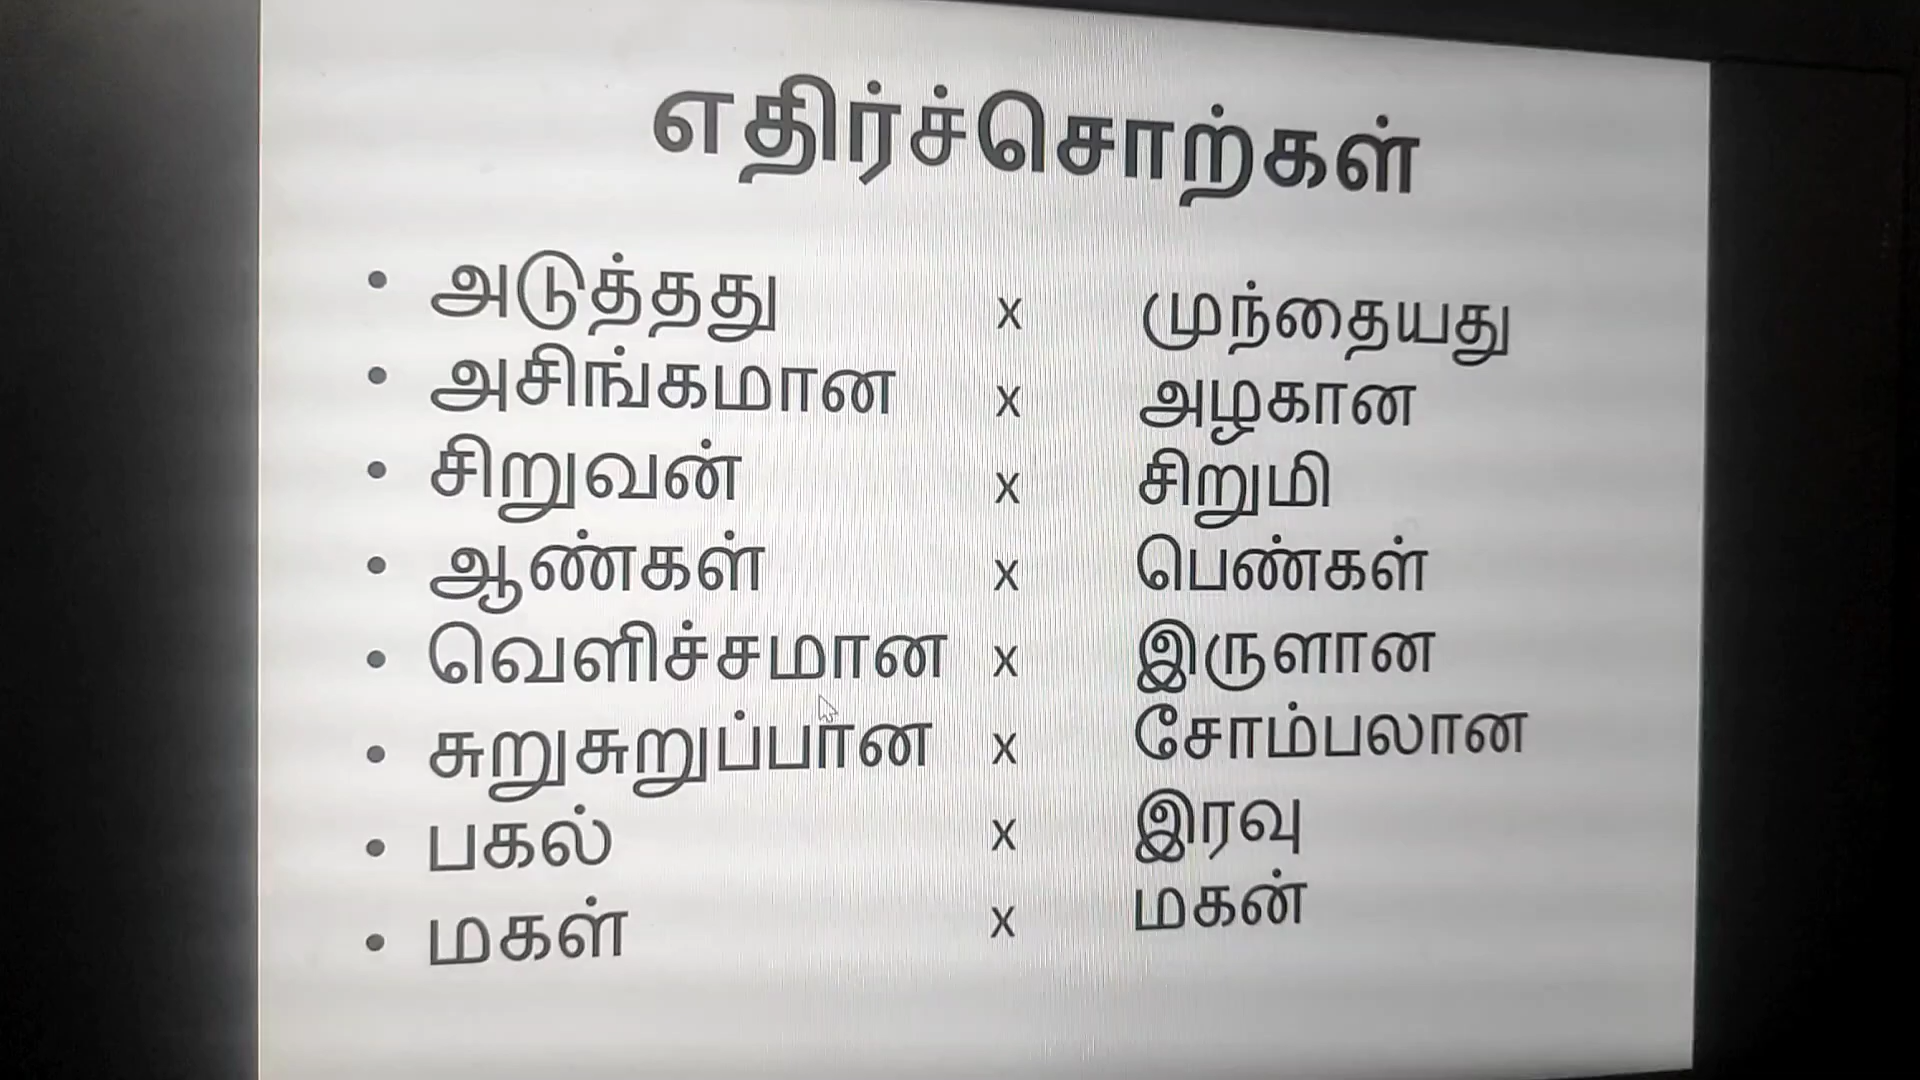 எதிர்ச்சொற்கள்
• அடுத்தது x முந்தையது
• அசிங்கமான x அழகான
• சிறுவன் x சிறுமி
• ஆண்கள் x பெண்கள்
• வெளிச்சமான x இருளான
• சுறுசுறுப்பான x சோம்பலான
• பகல் x இரவு
• மகள் x மகன்